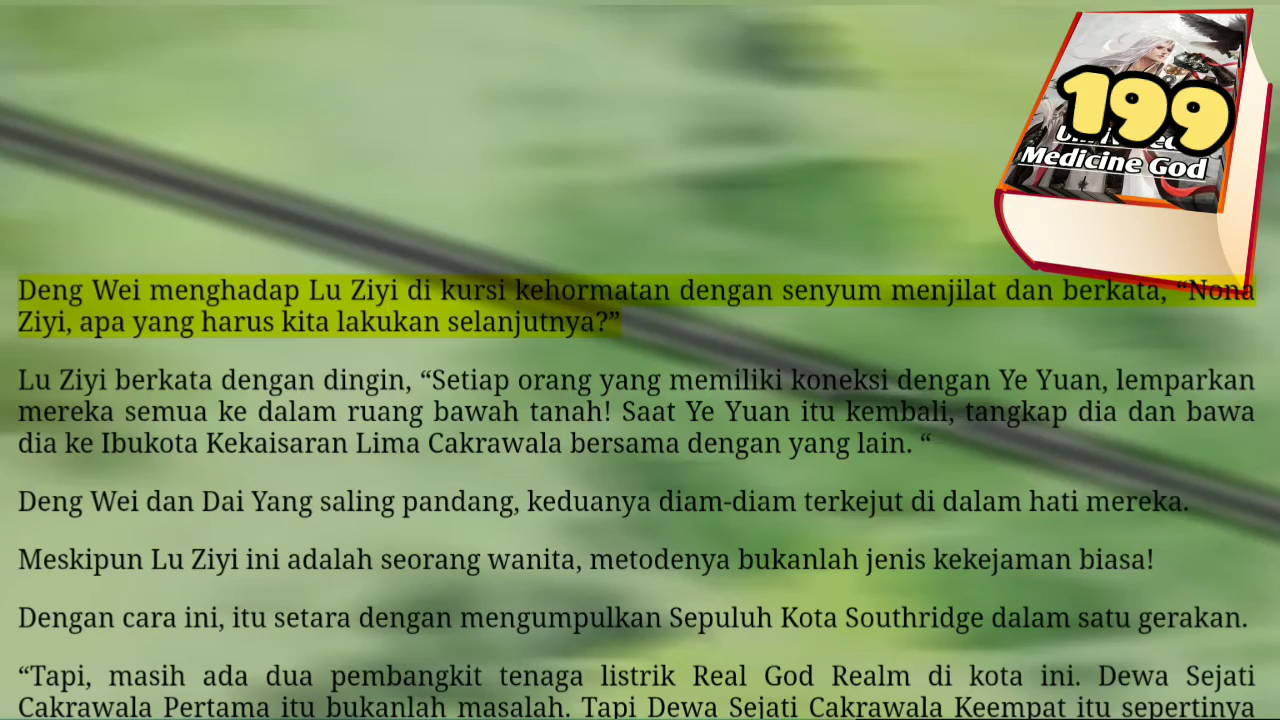 199
Medicine God
Deng Wei menghadap Lu Ziyi di kursi kehormatan dengan senyum menjilat dan berkata, “Nona
Ziyi, apa yang harus kita lakukan selanjutnya?”
Lu Ziyi berkata dengan dingin, “Setiap orang yang memiliki koneksi dengan Ye Yuan, lemparkan
mereka semua ke dalam ruang bawah tanah! Saat Ye Yuan itu kembali, tangkap dia dan bawa
dia ke Ibukota Kekaisaran Lima Cakrawala bersama dengan yang lain. “
Deng Wei dan Dai Yang saling pandang, keduanya diam-diam terkejut di dalam hati mereka.
Meskipun Lu Ziyi ini adalah seorang wanita, metodenya bukanlah jenis kekejaman biasa!
Dengan cara ini, itu setara dengan mengumpulkan Sepuluh Kota Southridge dalam satu gerakan.
“Tapi, masih ada dua pembangkit tenaga listrik Real God Realm di kota ini. Dewa Sejati
Cakrawala Pertama itu bukanlah masalah. Tapi Dewa Sejati Cakrawala Keempat itu sepertinya